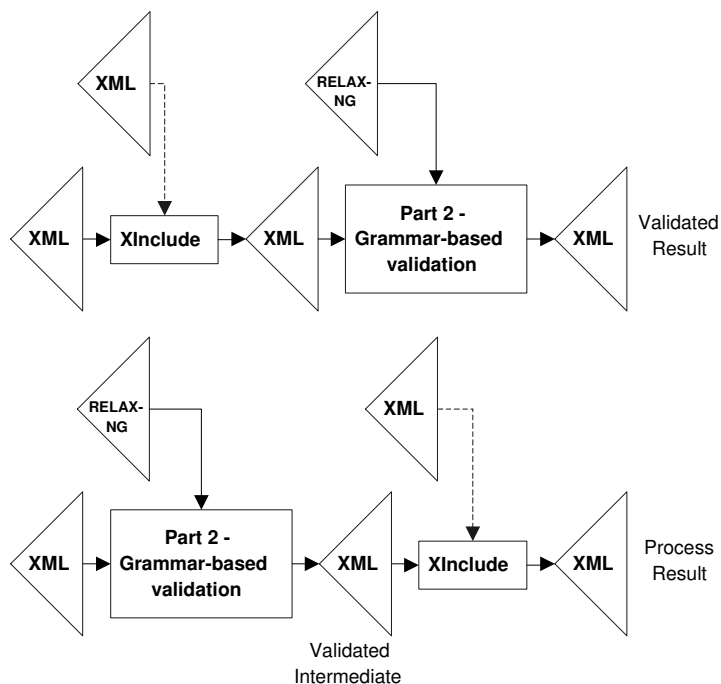 XML
RELAX-
NG
XML
XInclude
XML
Part 2 -
Grammar-based
validation
XML
Validated
Result
RELAX-
NG
XML
XML
Part 2 -
Grammar-based
validation
XML
XInclude
XML
Process
Result
Validated
Intermediate